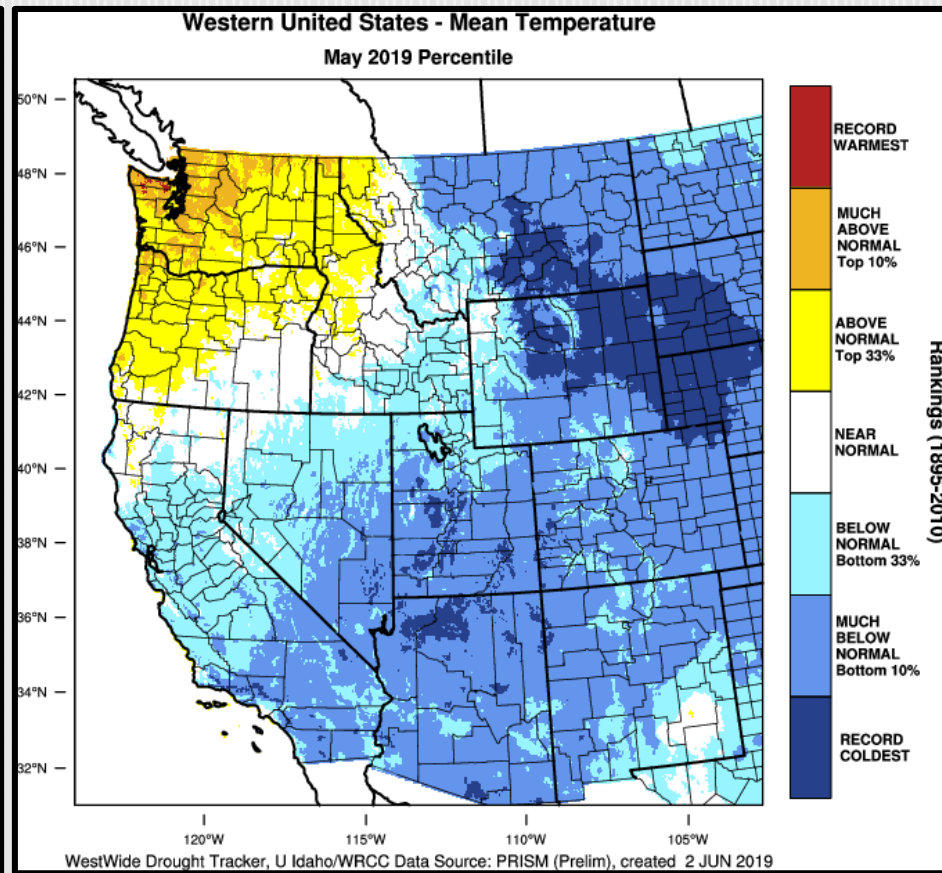 Western United States - Mean Temperature
May 2019 Percentile
50°N
48°N
46°N
44°N
42°N
40°N
38°N
36°N
34°N
32°N
120°W
115°W
110°W
105°W
RECORD
WARMEST
MUCH
ABOVE
NORMAL
Top 10%
ABOVE
NORMAL
Top 33%
NEAR
NORMAL
BELOW
NORMAL
Bottom 33%
MUCH
BELOW
NORMAL
Bottom 10%
RECORD
COLDEST
Rankings (1895-2010)
WestWide Drought Tracker, U Idaho/WRCC Data Source: PRISM (Prelim), created 2 JUN 2019